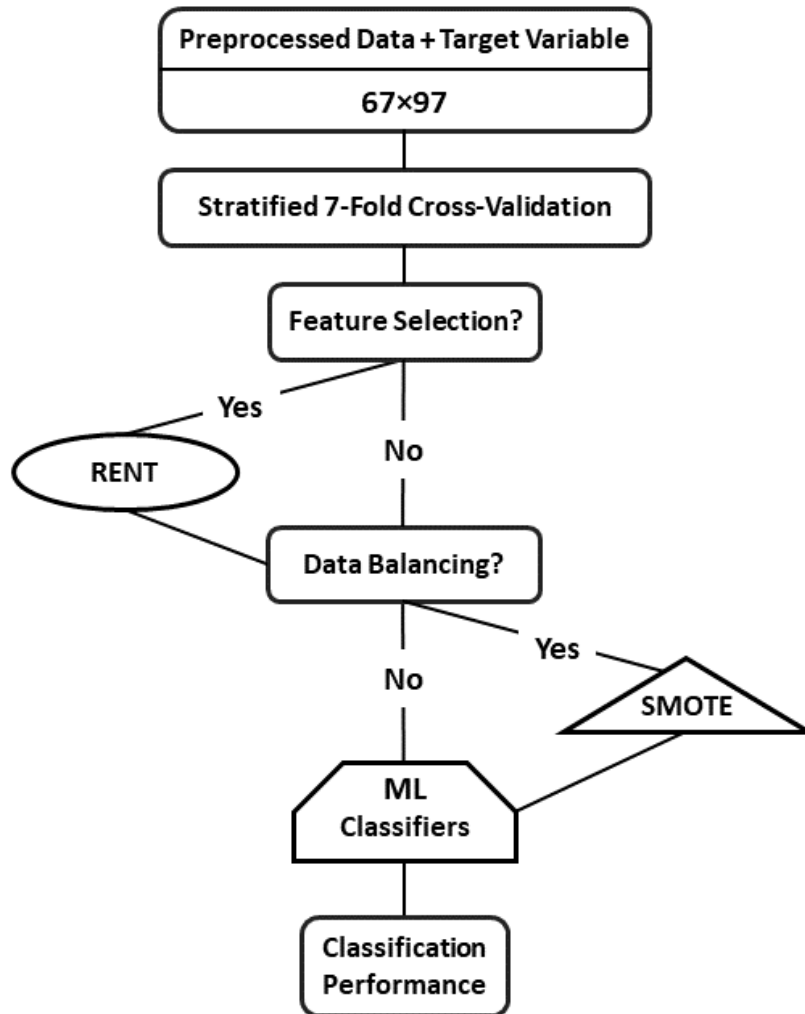 Preprocessed Data + Target Variable
67×97
Stratified 7-Fold Cross-Validation
Feature Selection?
Yes
No
RENT
Data Balancing?
Yes
No
SMOTE
ML
Classifiers
Classification
Performance